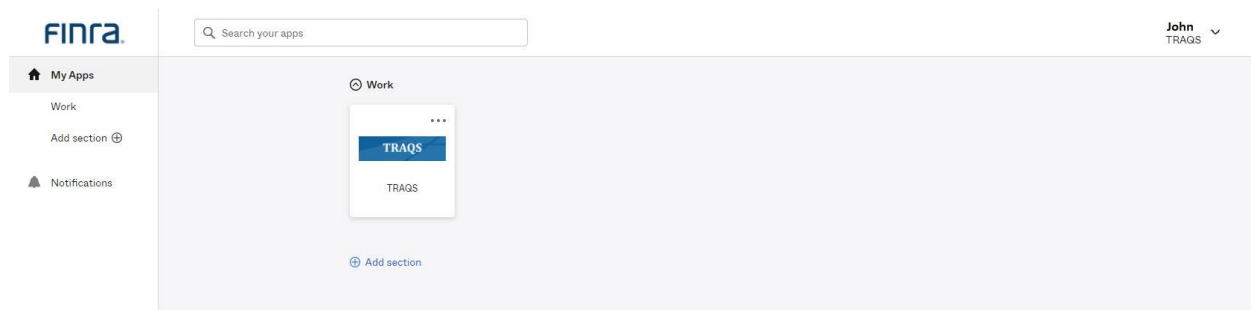 FINRA.
Search your apps
John
TRAQS
My Apps
Work
Add section
Notifications
Work
TRAQS
TRAQS
Add section